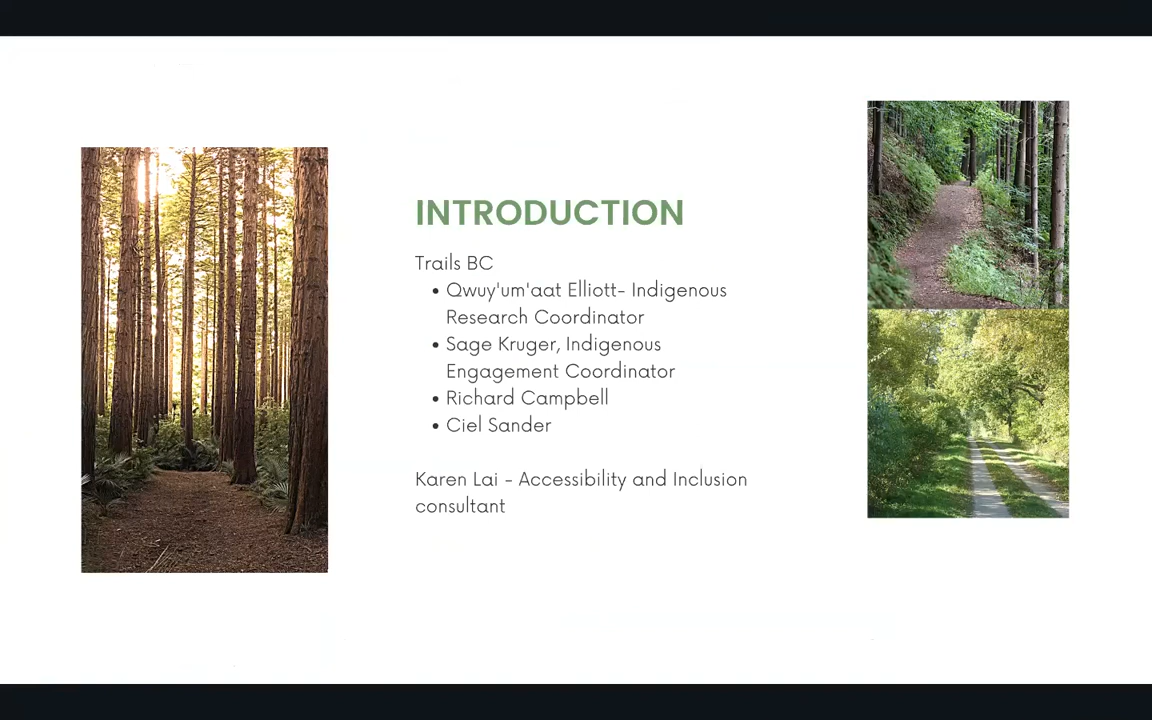 INTRODUCTION
Trails BC
• Qwuy'um'aat Elliott- Indigenous
Research Coordinator
• Sage Kruger, Indigenous
Engagement Coordinator
• Richard Campbell
• Ciel Sander
Karen Lai - Accessibility and Inclusion
consultant